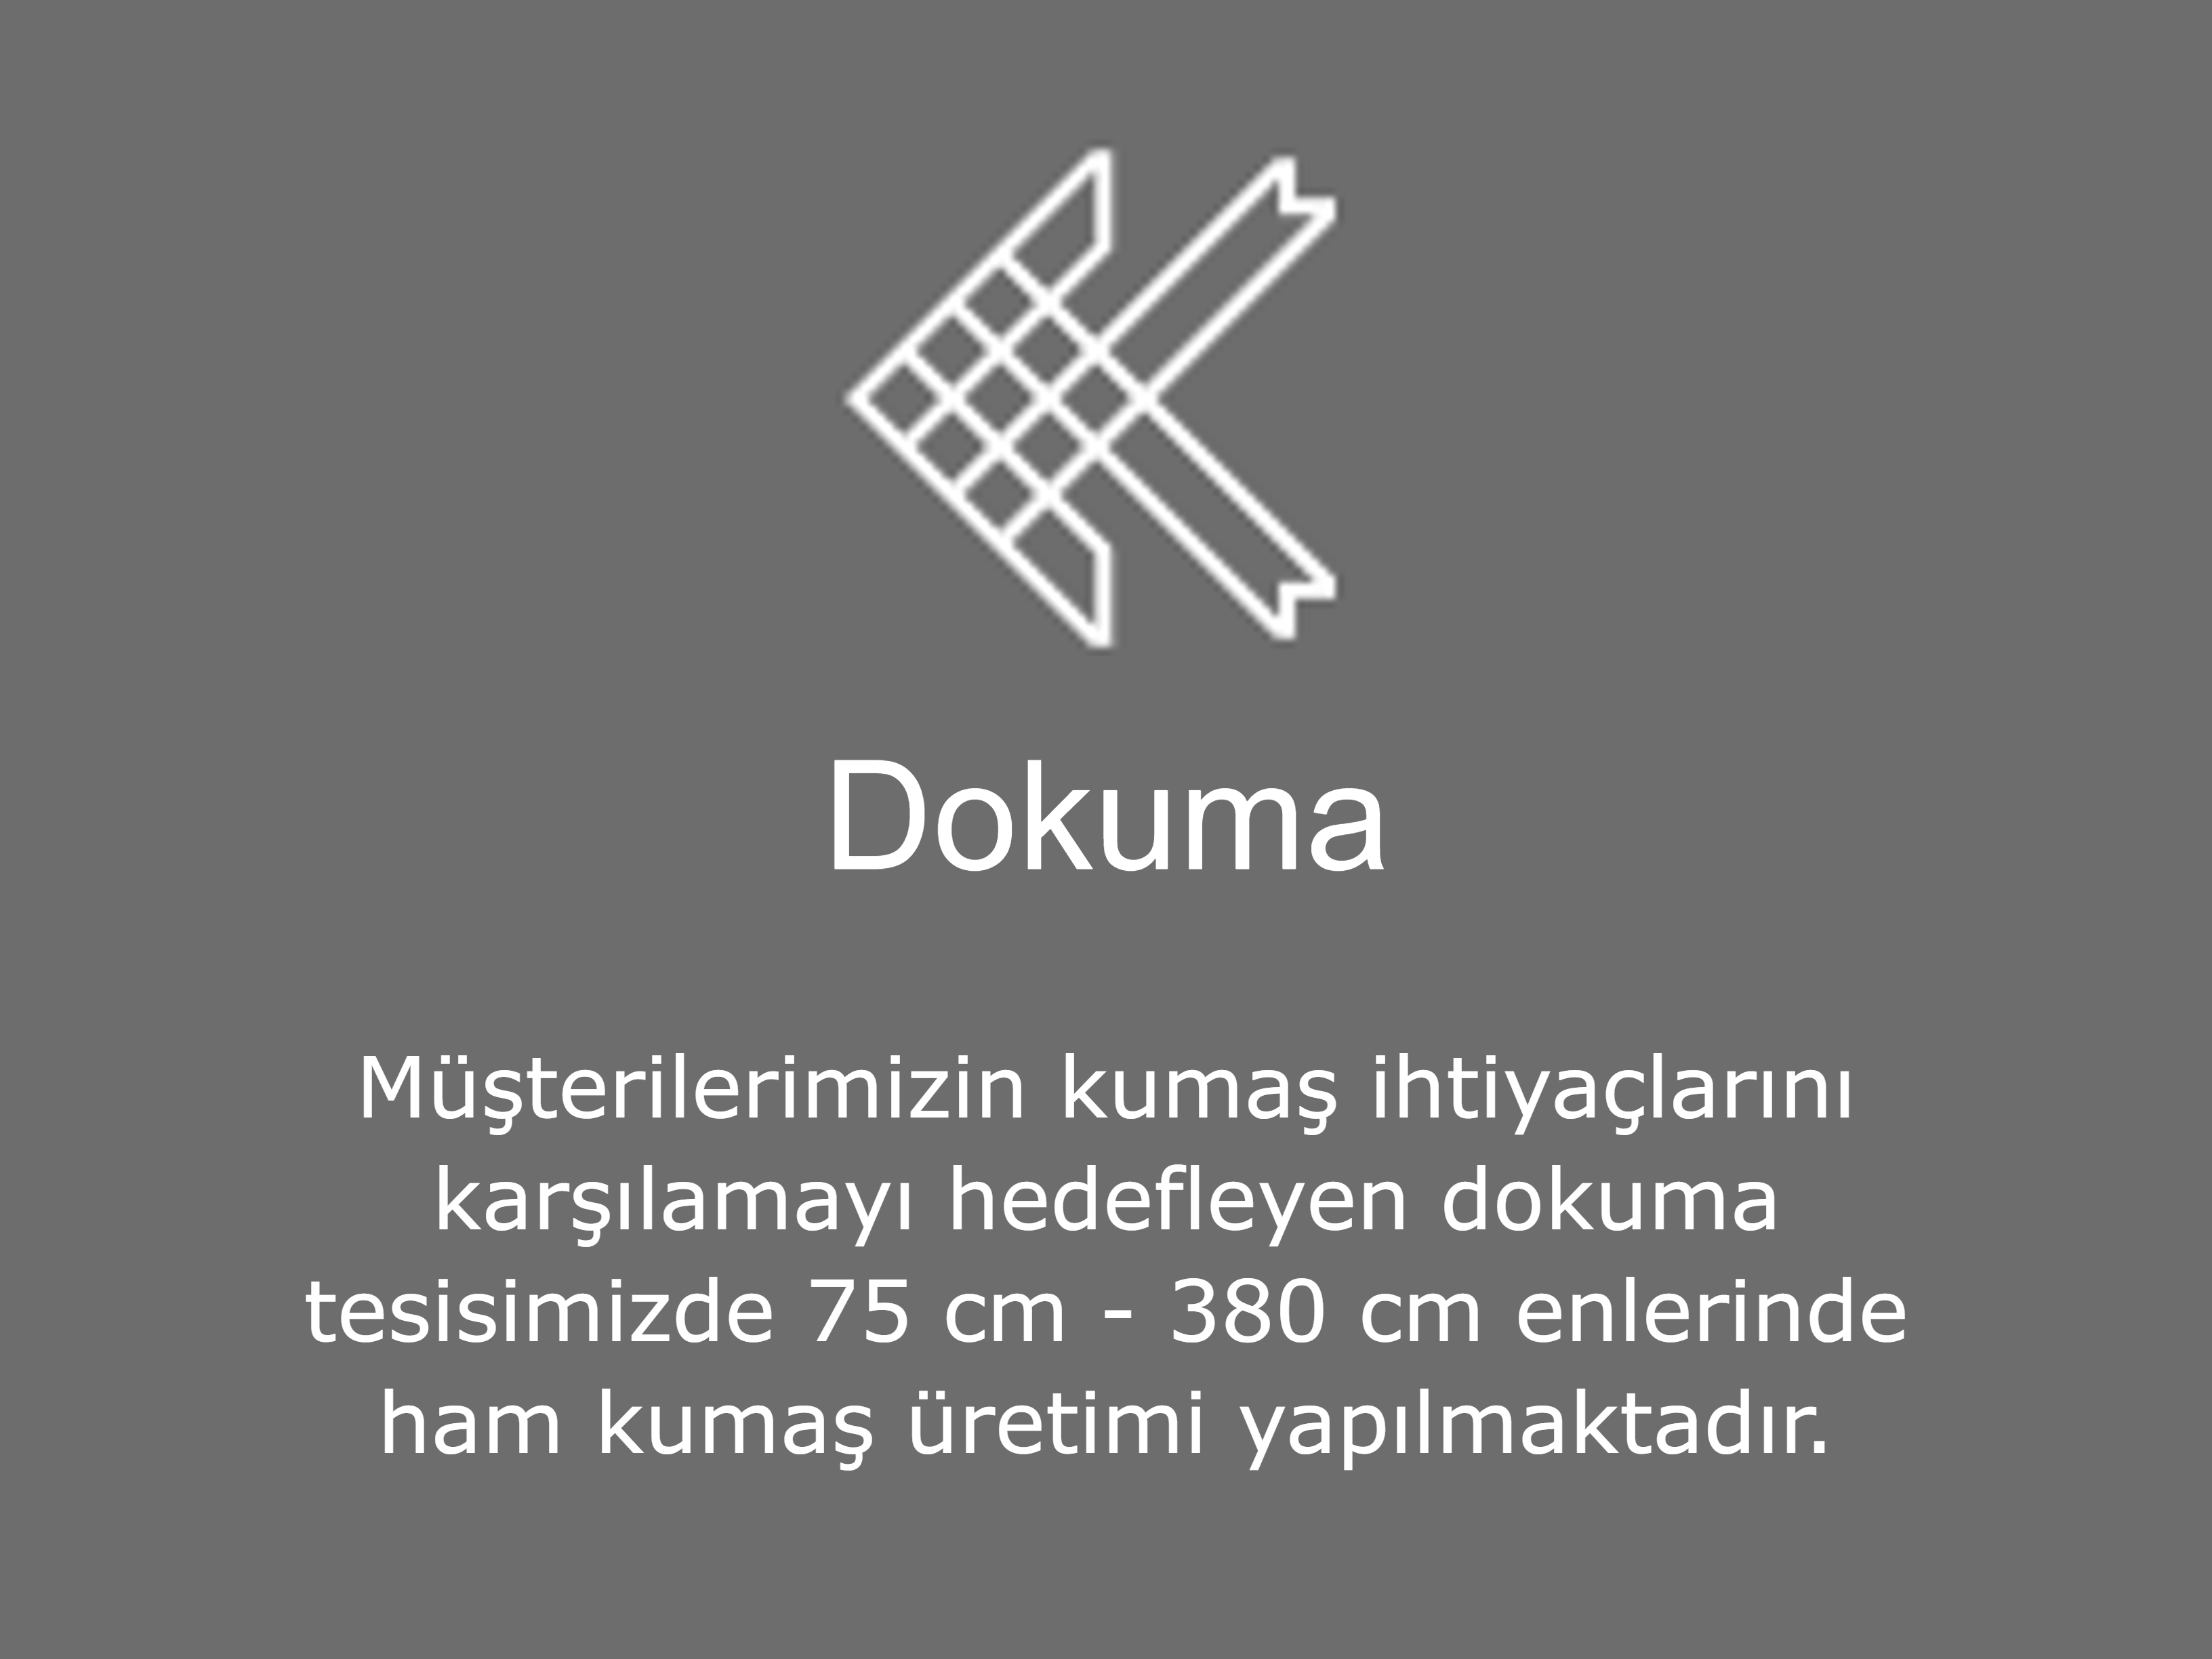 Dokuma
Müşterilerimizin kumaş ihtiyaçlarını
karşılamayı hedefleyen dokuma
tesisimizde 75 cm - 380 cm enlerinde
ham kumaş üretimi yapılmaktadır.